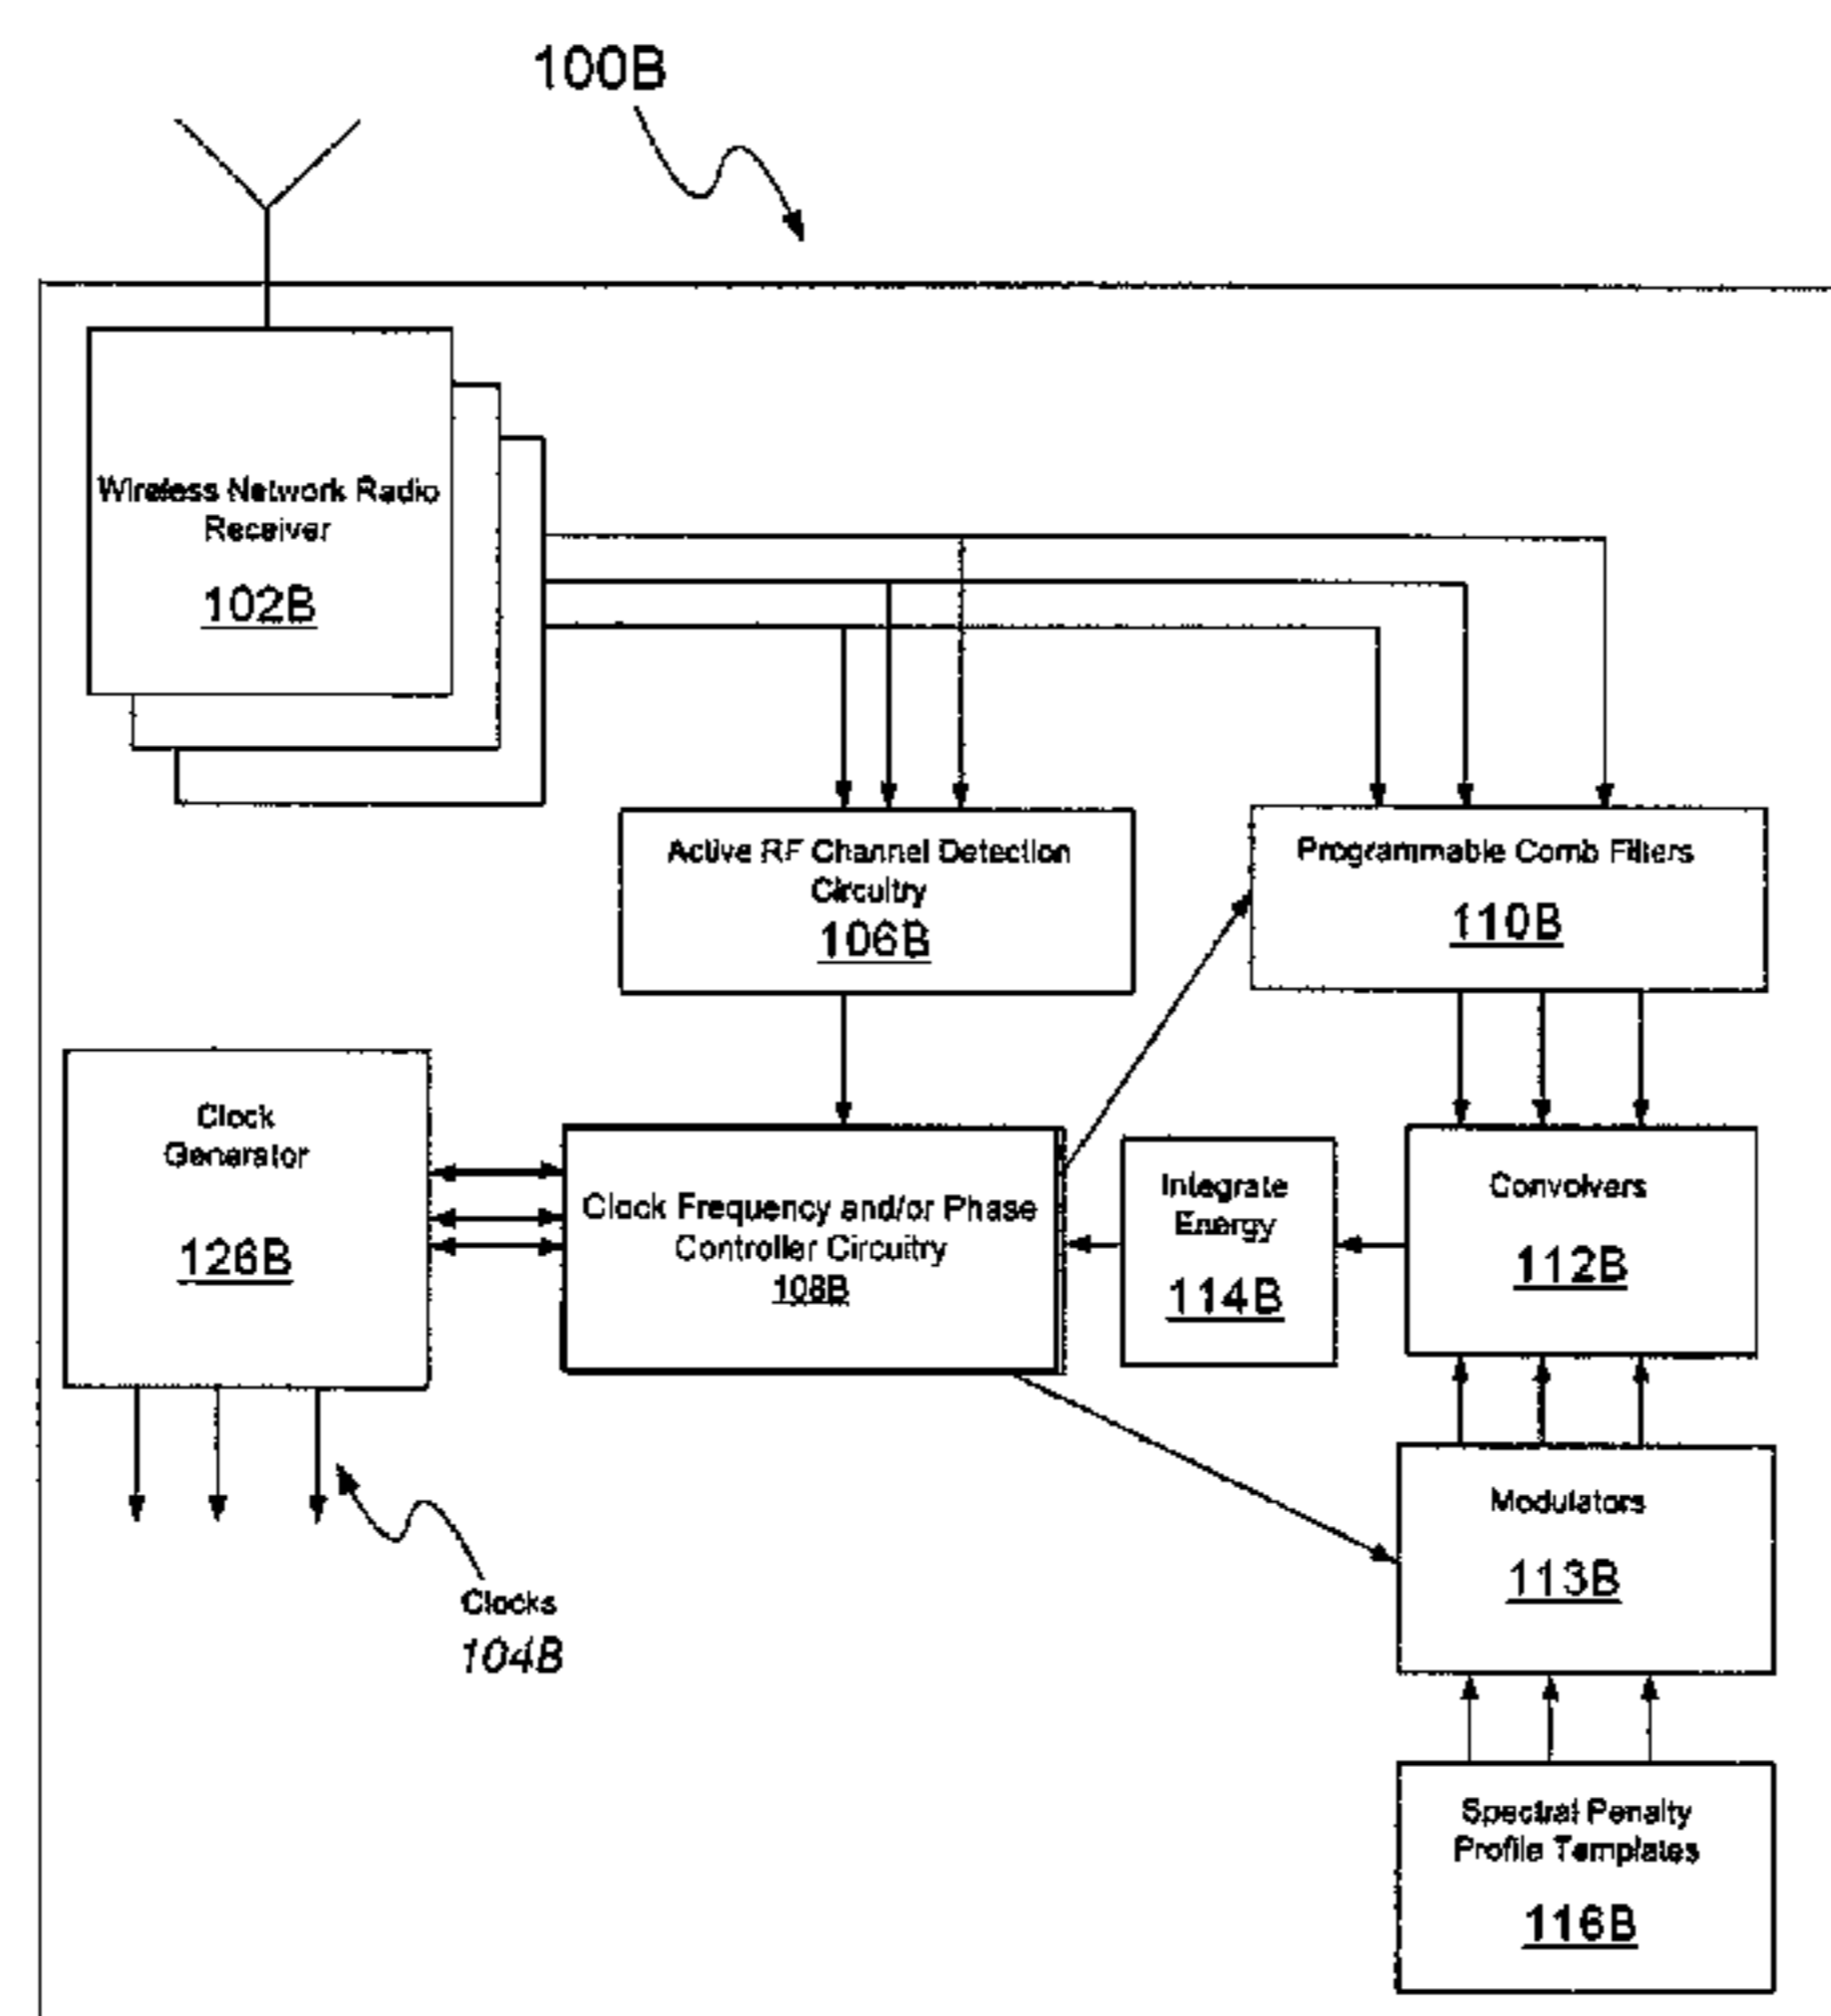 100B
Wireless Network Radio
Receiver
102B
Active RF Channel Detection
Circuitry
106B
Programmable Comb Filters
110B
Clock
Generator
126B
Clock Frequency and/or Phase
Controller Circuitry
108B
Integrate
Energy
114B
Convolvers
112B
Modulators
113B
Clocks
104B
Spectral Penalty
Profile Templates
116B